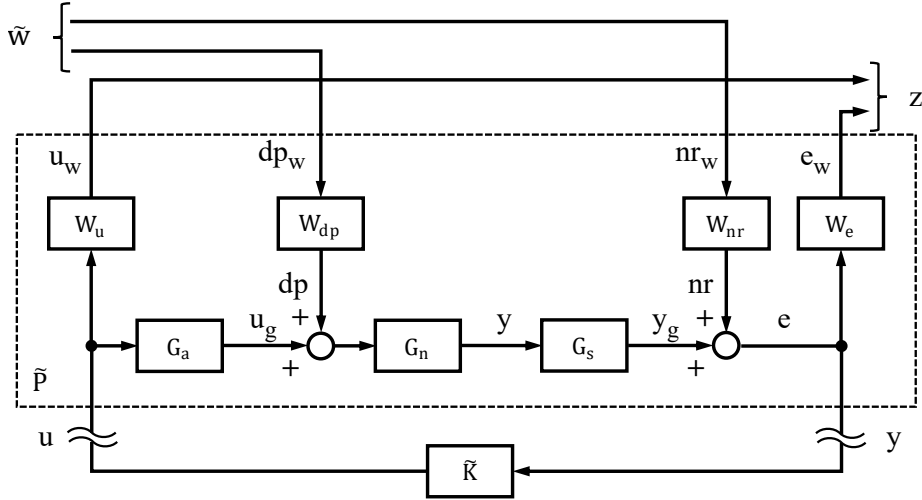 w̃
z
u_w
dp_w
nr_w
e_w
W_u
W_dp
W_nr
W_e
dp
nr
+
+
u_g
y
y_g
e
G_a
G_n
G_s
+
+
P̃
u
y
K̃